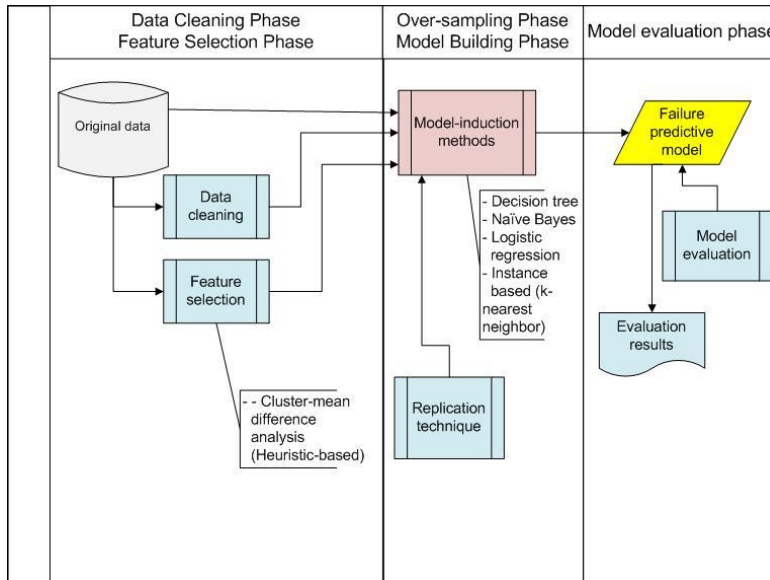 Data Cleaning Phase
Feature Selection Phase
Over-sampling Phase
Model Building Phase
Model evaluation phase
Original data
Data
cleaning
Feature
selection
- - Cluster-mean
difference
analysis
(Heuristic-based)
Model-induction
methods
- Decision tree
- Naïve Bayes
- Logistic
regression
- Instance
based (k-
nearest
neighbor)
Replication
technique
Failure
predictive
model
Model
evaluation
Evaluation
results